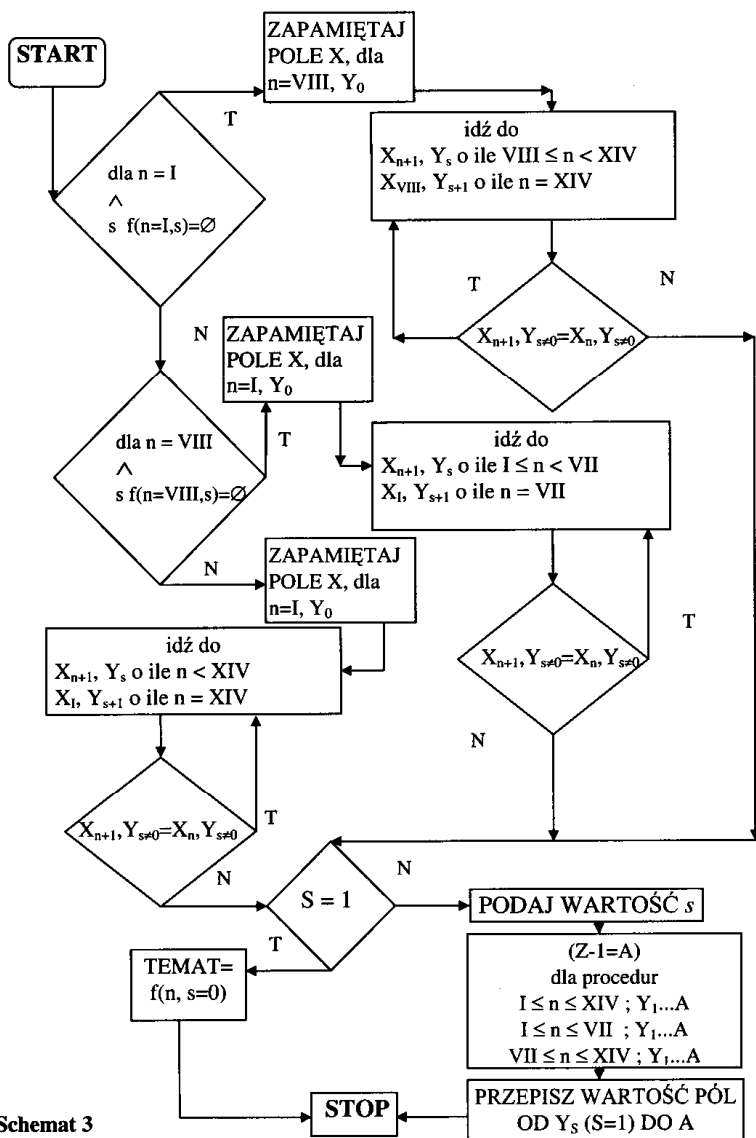 START
ZAPAMIĘTAJ
POLE X, dla
n=VIII, Y₀
T
dla n = I
∧
s f(n=I,s)=∅
idź do
Xₙ₊₁, Yₛ o ile VIII ≤ n < XIV
X_VIII, Yₛ₊₁ o ile n = XIV
T
N
Xₙ₊₁,Yₛ≠₀=Xₙ,Yₛ≠₀
N
ZAPAMIĘTAJ
POLE X, dla
n=I, Y₀
dla n = VIII
∧
s f(n=VIII,s)=∅
T
idź do
Xₙ₊₁, Yₛ o ile I ≤ n < VII
X_I, Yₛ₊₁ o ile n = VII
N
ZAPAMIĘTAJ
POLE X, dla
n=I, Y₀
T
Xₙ₊₁,Yₛ≠₀=Xₙ,Yₛ≠₀
N
idź do
Xₙ₊₁, Yₛ o ile n < XIV
X_I, Yₛ₊₁ o ile n = XIV
Xₙ₊₁,Yₛ≠₀=Xₙ,Yₛ≠₀
T
N
S = 1
N
T
PODAJ WARTOŚĆ s
TEMAT=
f(n, s=0)
(Z-1=A)
dla procedur
I ≤ n ≤ XIV ; Y₁...A
I ≤ n ≤ VII ; Y₁...A
VII ≤ n ≤ XIV ; Y₁...A
STOP
PRZEPISZ WARTOŚĆ PÓL
OD Yₛ (S=1) DO A
Schemat 3